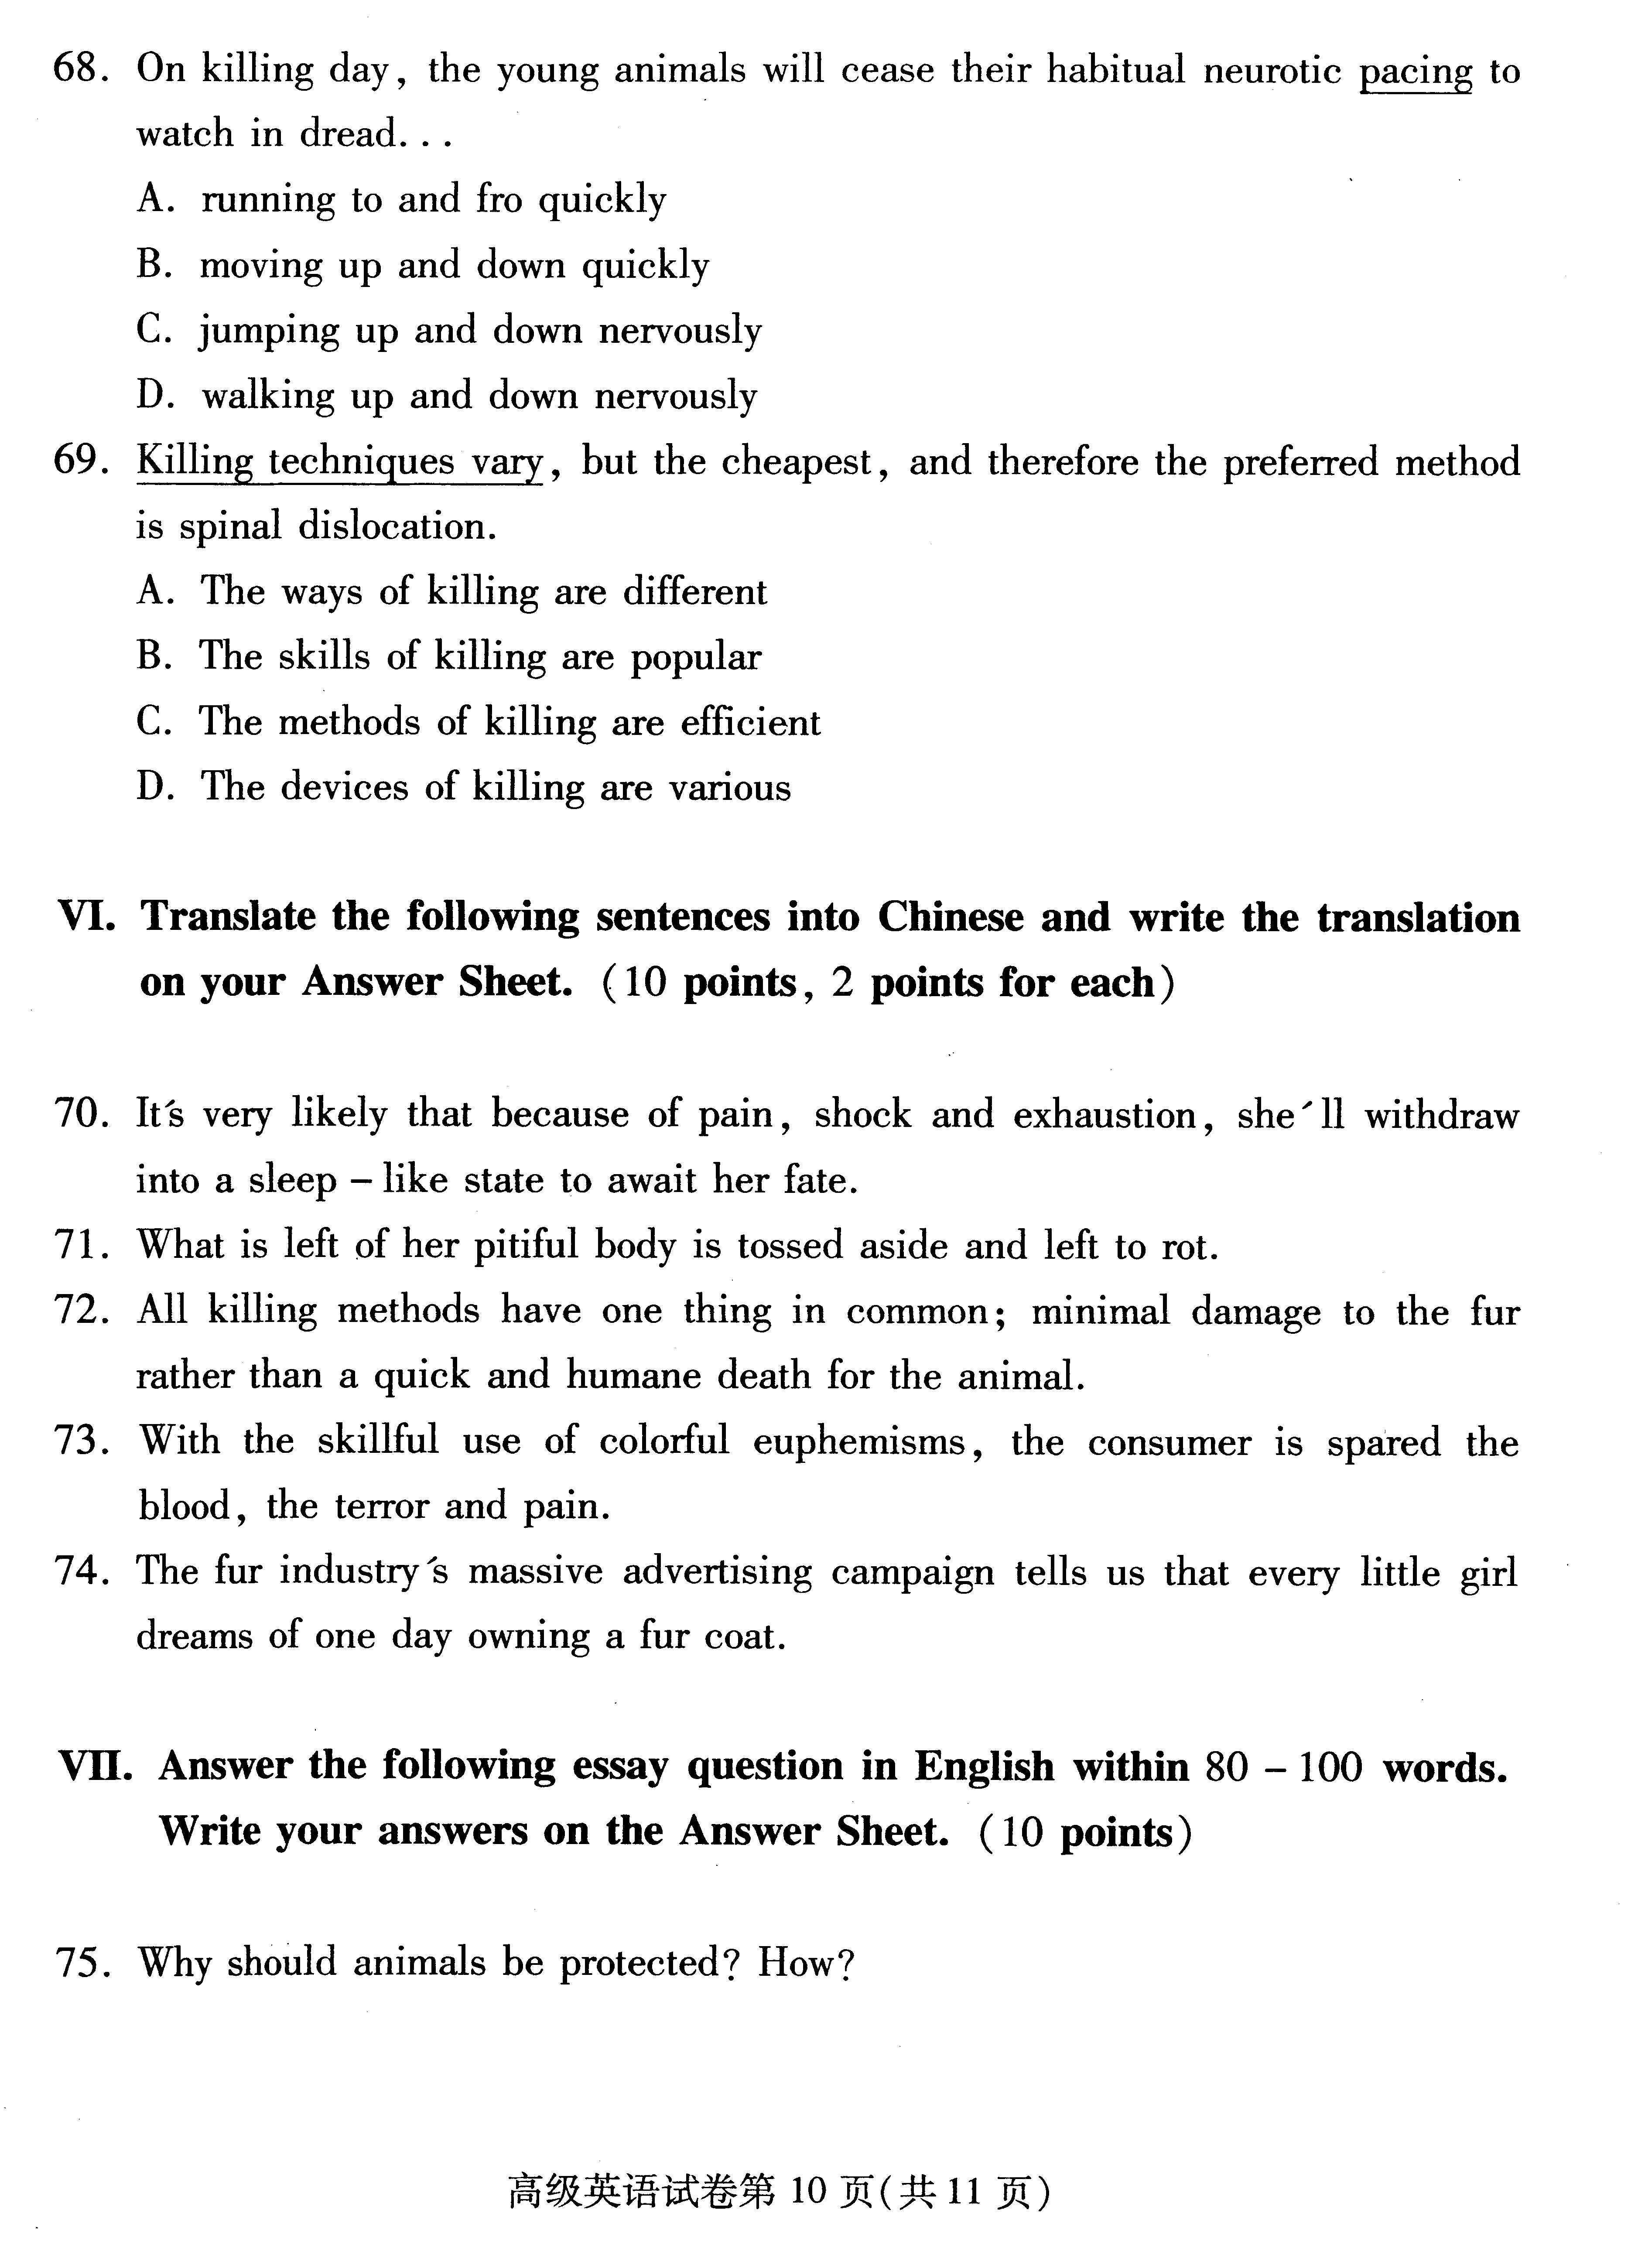 68. On killing day, the young animals will cease their habitual neurotic pacing to
watch in dread. . .
A. running to and fro quickly
B. moving up and down quickly
C. jumping up and down nervously
D. walking up and down nervously
69. Killing techniques vary, but the cheapest, and therefore the preferred method
is spinal dislocation.
A. The ways of killing are different
B. The skills of killing are popular
C. The methods of killing are efficient
D. The devices of killing are various
VI. Translate the following sentences into Chinese and write the translation
on your Answer Sheet. (10 points, 2 points for each)
70. It´s very likely that because of pain, shock and exhaustion, she´ll withdraw
into a sleep – like state to await her fate.
71. What is left of her pitiful body is tossed aside and left to rot.
72. All killing methods have one thing in common; minimal damage to the fur
rather than a quick and humane death for the animal.
73. With the skillful use of colorful euphemisms, the consumer is spared the
blood, the terror and pain.
74. The fur industry´s massive advertising campaign tells us that every little girl
dreams of one day owning a fur coat.
VII. Answer the following essay question in English within 80 – 100 words.
Write your answers on the Answer Sheet. (10 points)
75. Why should animals be protected? How?
高级英语试卷第 10 页(共 11 页)